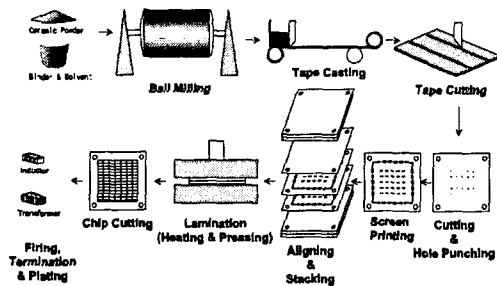 Ceramic Powder
Binder & Solvent
Ball Milling
Tape Casting
Tape Cutting
Inductor
Transformer
Firing,
Termination
& Plating
Chip Cutting
Lamination
(Heating & Pressing)
Aligning
&
Stacking
Screen
Printing
Cutting
&
Hole Punching